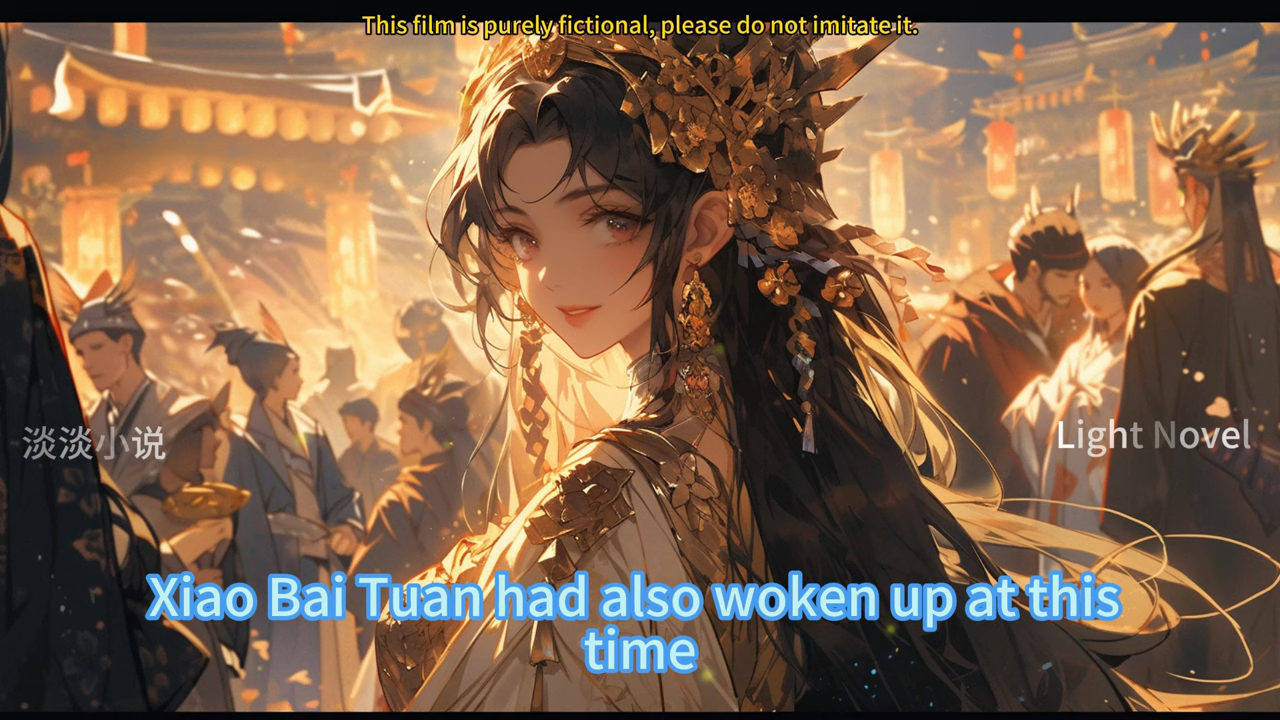 This film is purely fictional, please do not imitate it.
淡淡小说
Light Novel
Xiao Bai Tuan had also woken up at this
time